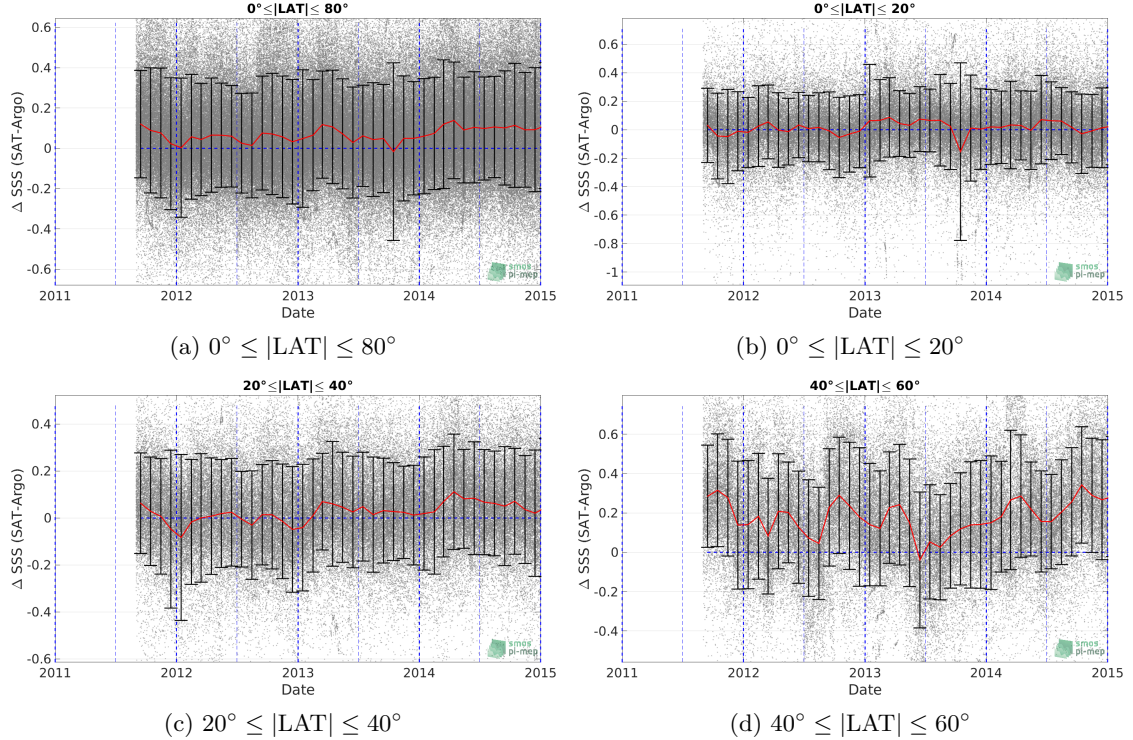 0°≤|LAT|≤ 80°
0.6
0.4
0.2
0
-0.2
-0.4
-0.6
Δ SSS (SAT-Argo)
2011 2012 2013 2014 2015
Date
smos
pi-mep
(a) 0° ≤ |LAT| ≤ 80°
0°≤|LAT|≤ 20°
0.6
0.4
0.2
0
-0.2
-0.4
-0.6
-0.8
-1
Δ SSS (SAT-Argo)
2011 2012 2013 2014 2015
Date
smos
pi-mep
(b) 0° ≤ |LAT| ≤ 20°
20°≤|LAT|≤ 40°
0.4
0.2
0
-0.2
-0.4
-0.6
Δ SSS (SAT-Argo)
2011 2012 2013 2014 2015
Date
smos
pi-mep
(c) 20° ≤ |LAT| ≤ 40°
40°≤|LAT|≤ 60°
0.6
0.4
0.2
0
-0.2
-0.4
Δ SSS (SAT-Argo)
2011 2012 2013 2014 2015
Date
smos
pi-mep
(d) 40° ≤ |LAT| ≤ 60°